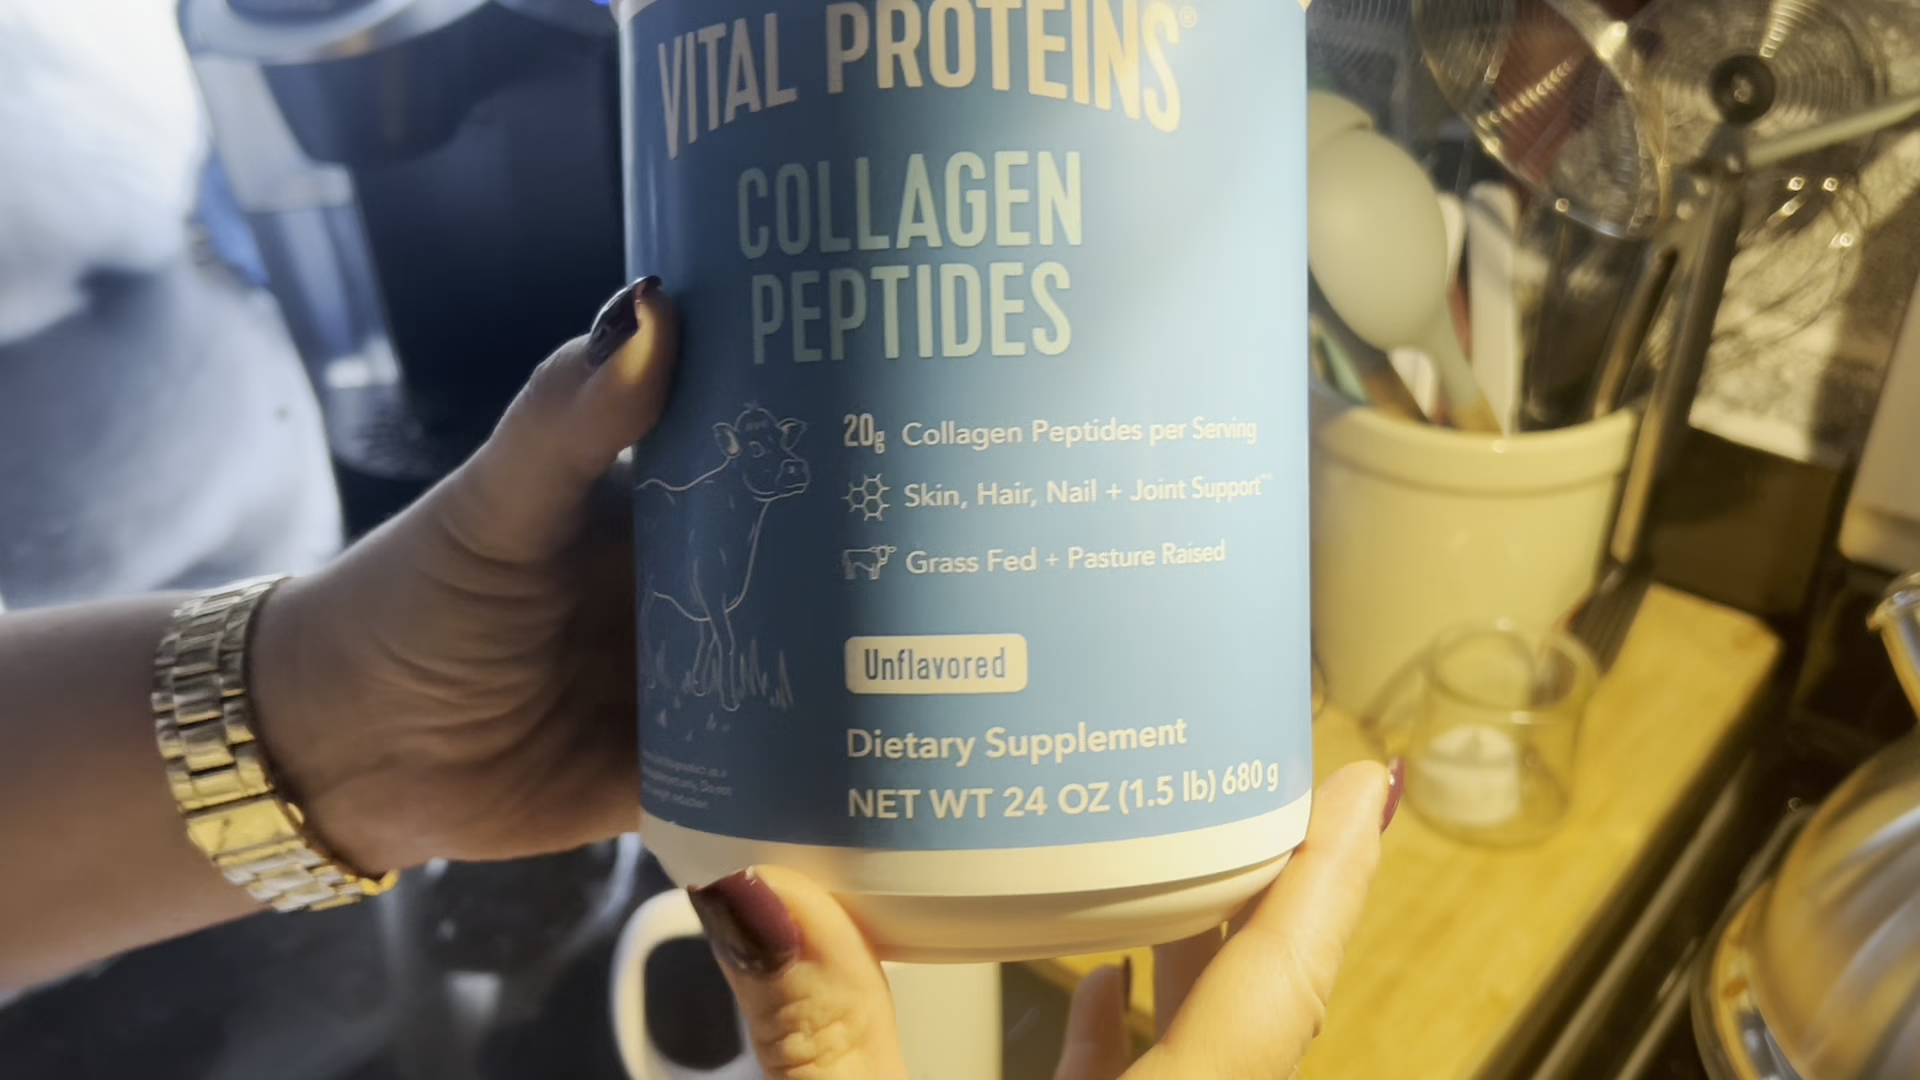 VITAL PROTEINS®
COLLAGEN
PEPTIDES
20g Collagen Peptides per Serving
Skin, Hair, Nail + Joint Support
Grass Fed + Pasture Raised
Unflavored
Dietary Supplement
NET WT 24 OZ (1.5 lb) 680 g